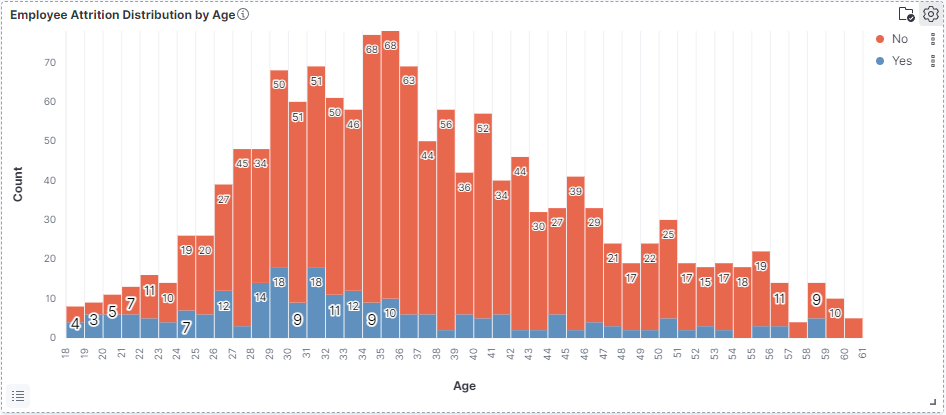 Employee Attrition Distribution by Age
No
Yes
Count
70
60
50
40
30
20
10
0
4 3 5 7 11 10 19 20 27 45 34 50 51 51 50 46 68 68 63 44 56 36 52 34 44 30 27 39 29 21 17 22 25 17 15 17 18 19 11 9 10
7 12 14 18 9 18 11 12 9 10
18 19 20 21 22 23 24 25 26 27 28 29 30 31 32 33 34 35 36 37 38 39 40 41 42 43 44 45 46 47 48 49 50 51 52 53 54 55 56 57 58 59 60 61
Age